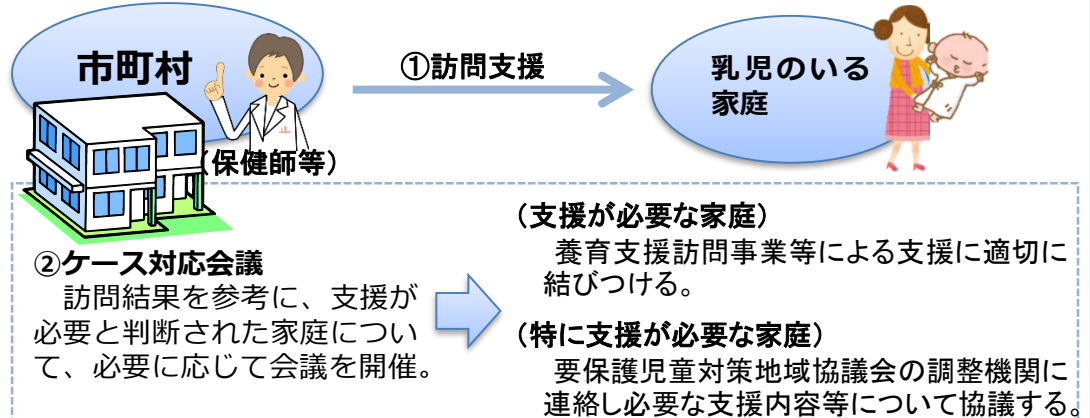 市町村
(保健師等)
①訪問支援
乳児のいる
家庭
②ケース対応会議
訪問結果を参考に、支援が
必要と判断された家庭につい
て、必要に応じて会議を開催。
(支援が必要な家庭)
養育支援訪問事業等による支援に適切に
結びつける。
(特に支援が必要な家庭)
要保護児童対策地域協議会の調整機関に
連絡し必要な支援内容等について協議する。